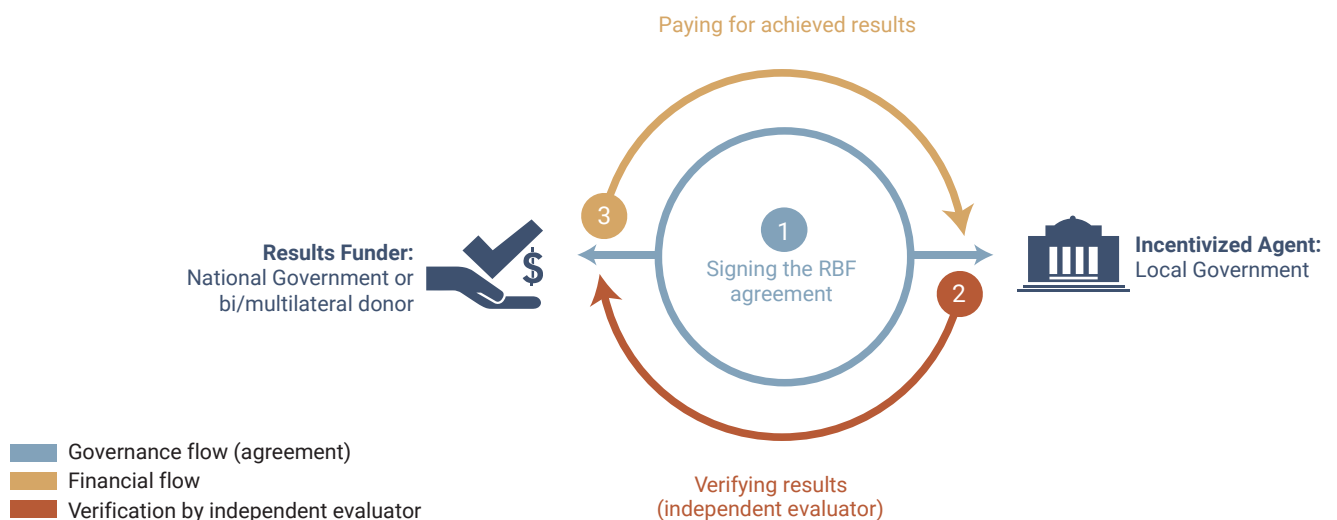 Paying for achieved results
3
1
Signing the RBF
agreement
2
Results Funder:
National Government or
bi/multilateral donor
$
Incentivized Agent:
Local Government
Verifying results
(independent evaluator)
Governance flow (agreement)
Financial flow
Verification by independent evaluator